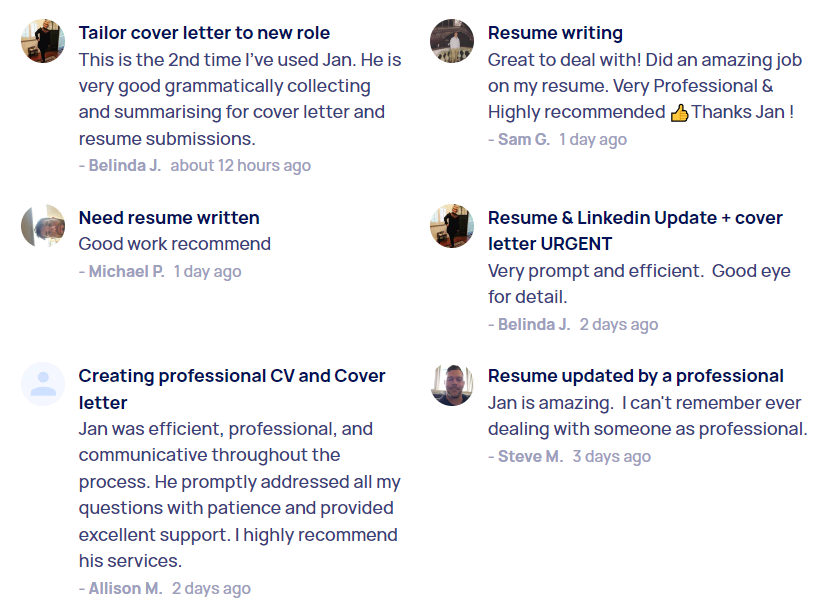 Tailor cover letter to new role
This is the 2nd time I've used Jan. He is
very good grammatically collecting
and summarising for cover letter and
resume submissions.
- Belinda J. about 12 hours ago
Resume writing
Great to deal with! Did an amazing job
on my resume. Very Professional &
Highly recommended 👍Thanks Jan !
- Sam G. 1 day ago
Need resume written
Good work recommend
- Michael P. 1 day ago
Resume & Linkedin Update + cover
letter URGENT
Very prompt and efficient.  Good eye
for detail.
- Belinda J. 2 days ago
Creating professional CV and Cover
letter
Jan was efficient, professional, and
communicative throughout the
process. He promptly addressed all my
questions with patience and provided
excellent support. I highly recommend
his services.
- Allison M. 2 days ago
Resume updated by a professional
Jan is amazing.  I can't remember ever
dealing with someone as professional.
- Steve M. 3 days ago